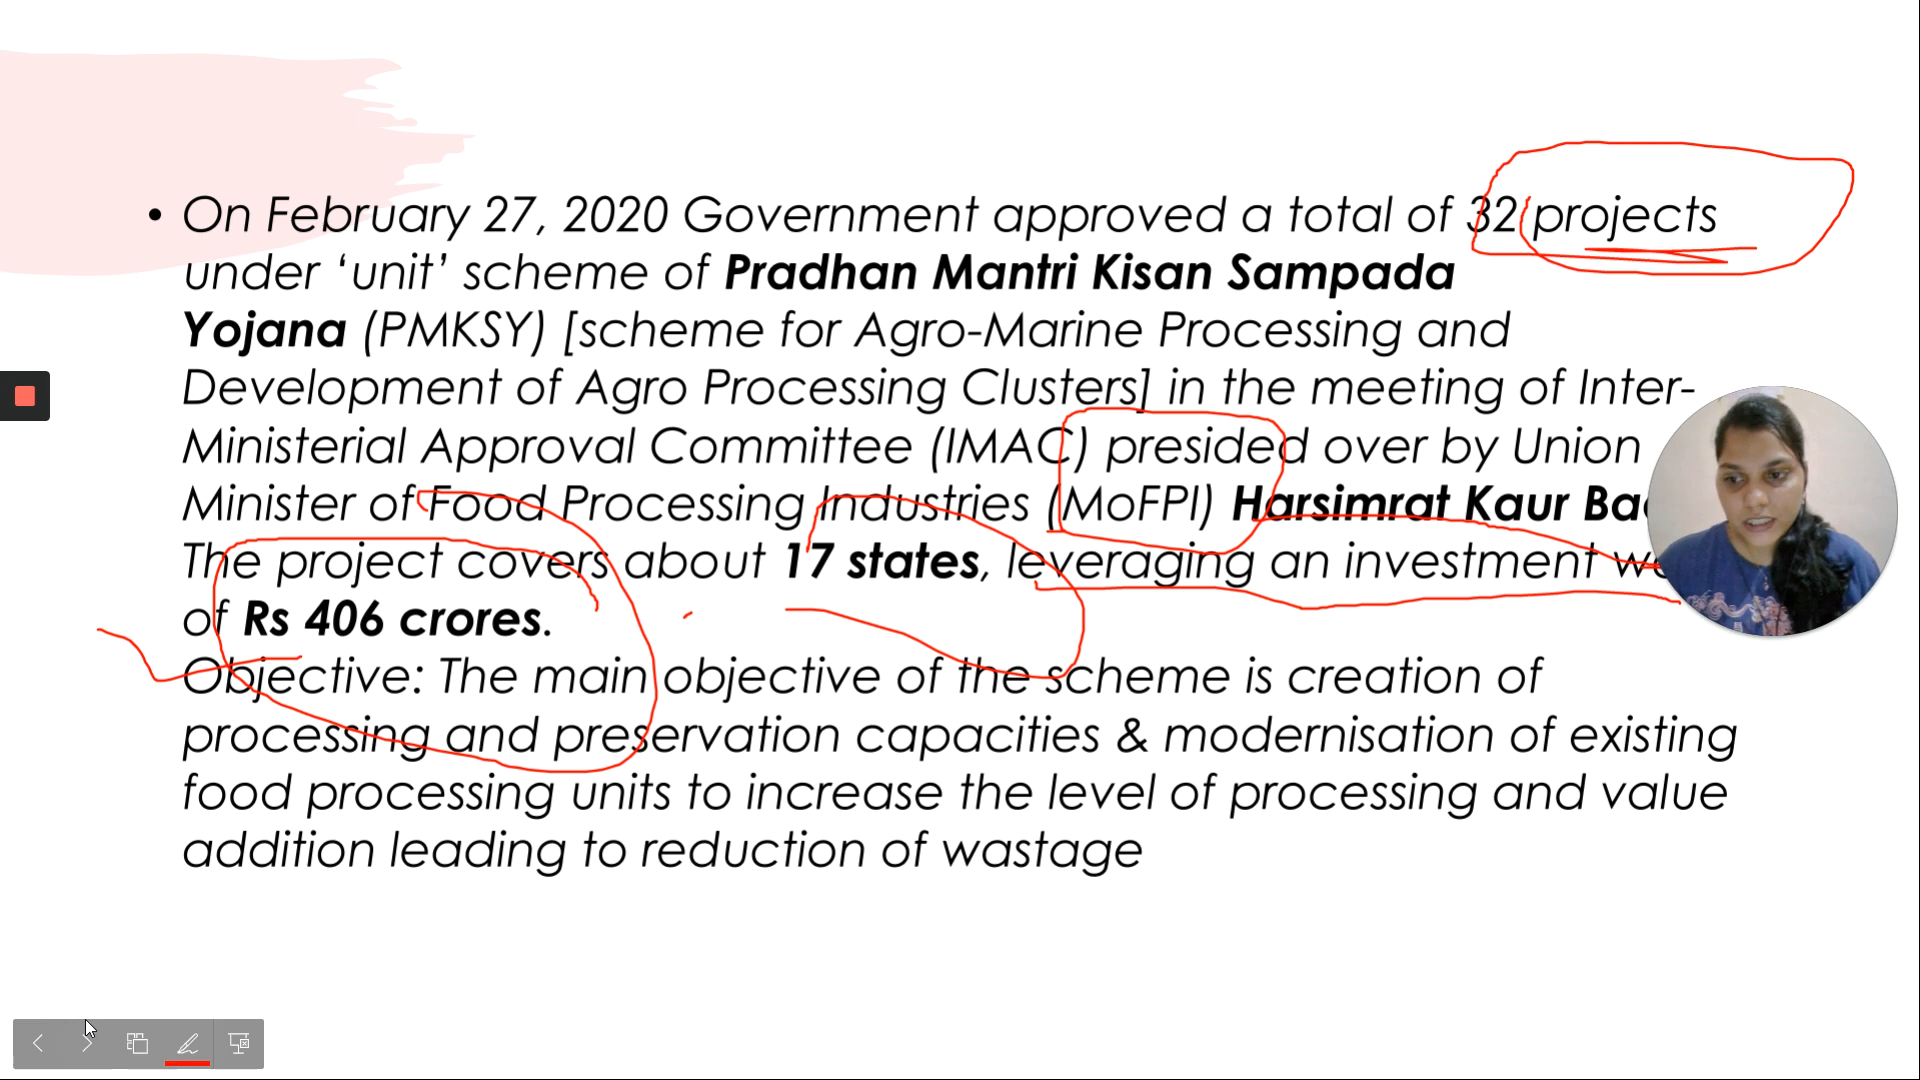 • On February 27, 2020 Government approved a total of 32 projects
under ‘unit’ scheme of Pradhan Mantri Kisan Sampada
Yojana (PMKSY) [scheme for Agro-Marine Processing and
Development of Agro Processing Clusters] in the meeting of Inter-
Ministerial Approval Committee (IMAC) presided over by Union
Minister of Food Processing Industries (MoFPI) Harsimrat Kaur
The project covers about 17 states, leveraging an investment
of Rs 406 crores.
Objective: The main objective of the scheme is creation of
processing and preservation capacities & modernisation of existing
food processing units to increase the level of processing and value
addition leading to reduction of wastage